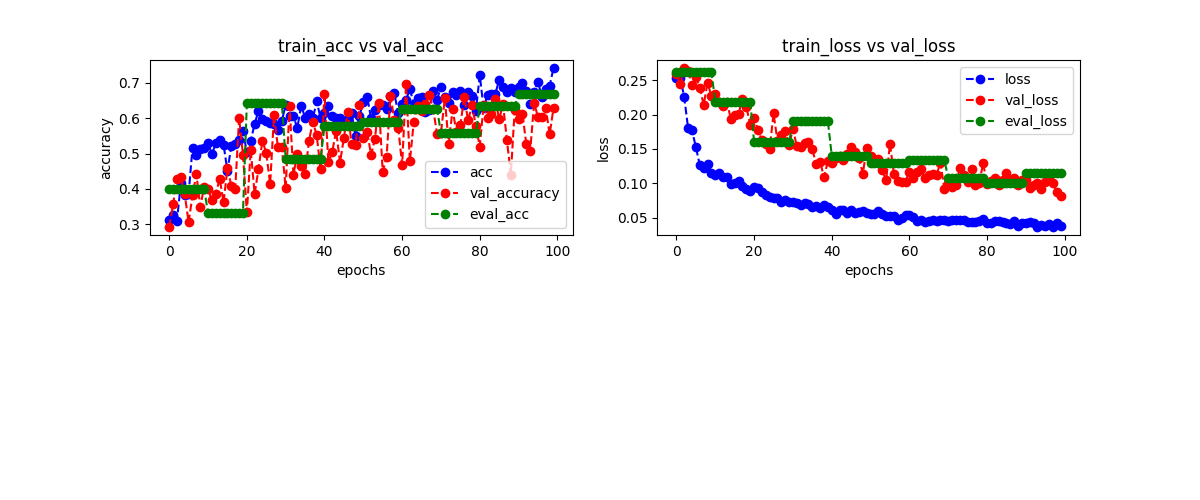 train_acc vs val_acc
accuracy
0.7
0.6
0.5
0.4
0.3
0
20
40
60
80
100
epochs
acc
val_accuracy
eval_acc
train_loss vs val_loss
loss
0.25
0.20
0.15
0.10
0.05
0
20
40
60
80
100
epochs
loss
val_loss
eval_loss